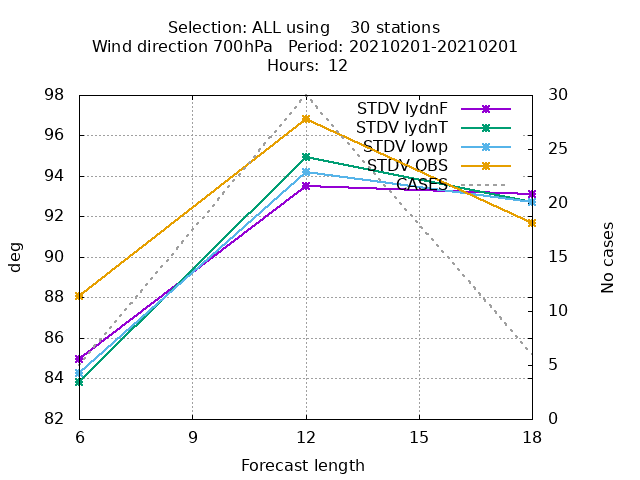 Selection: ALL using    30 stations
Wind direction 700hPa   Period: 20210201-20210201
Hours:  12
98
96
94
92
90
88
86
84
82
deg
30
25
20
15
10
5
0
No cases
STDV lydnF
STDV lydnT
STDV lowp
STDV OBS
CASES
6
9
12
15
18
Forecast length